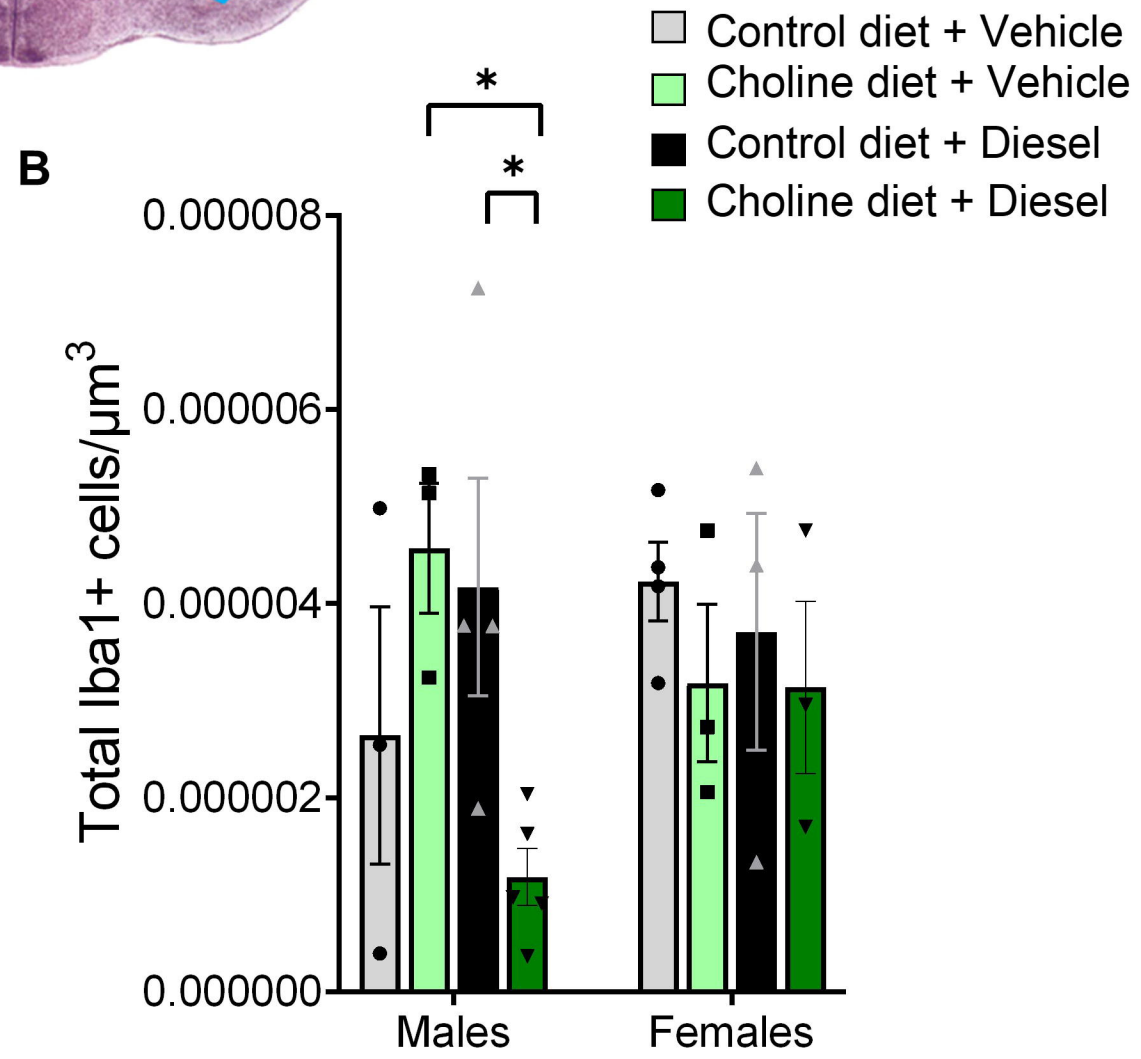 Control diet + Vehicle
Choline diet + Vehicle
Control diet + Diesel
Choline diet + Diesel
B
*
*
Total Iba1+ cells/µm³
0.000008
0.000006
0.000004
0.000002
0.000000
Males Females